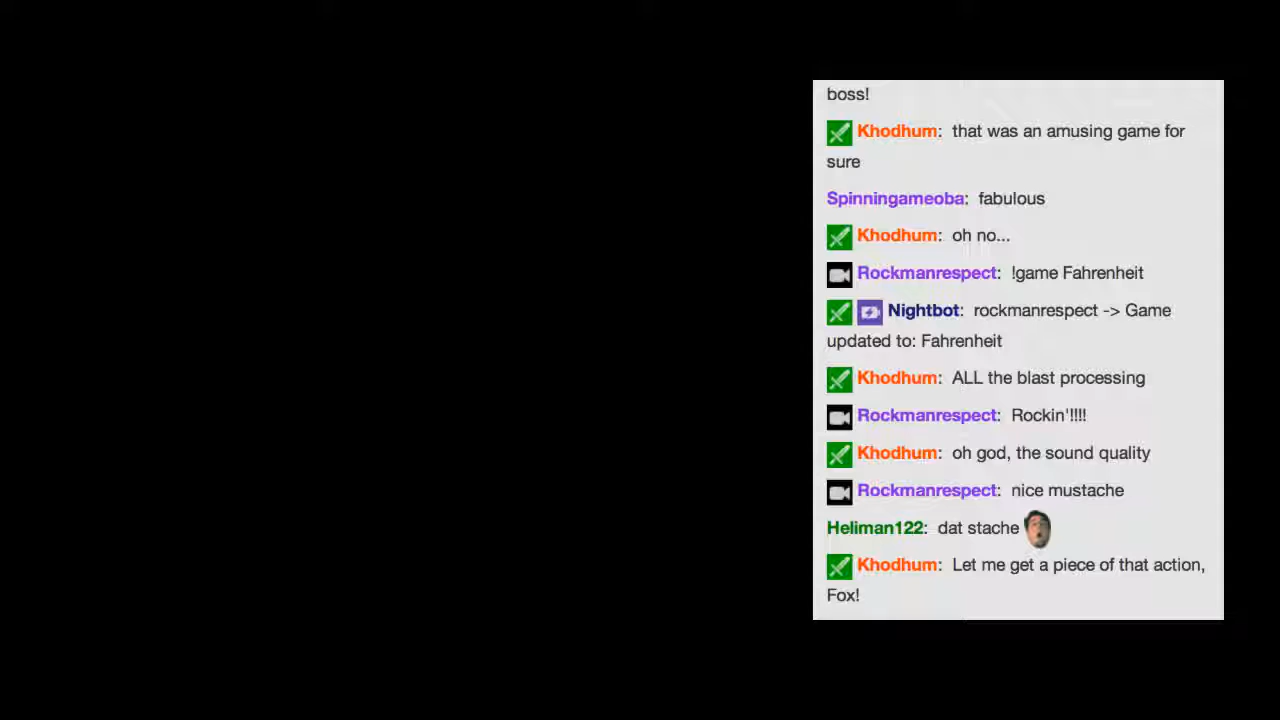 boss!
Khodhum: that was an amusing game for
sure
Spinningameoba: fabulous
Khodhum: oh no...
Rockmanrespect: !game Fahrenheit
Nightbot: rockmanrespect -> Game
updated to: Fahrenheit
Khodhum: ALL the blast processing
Rockmanrespect: Rockin'!!!!
Khodhum: oh god, the sound quality
Rockmanrespect: nice mustache
Heliman122: dat stache
Khodhum: Let me get a piece of that action,
Fox!